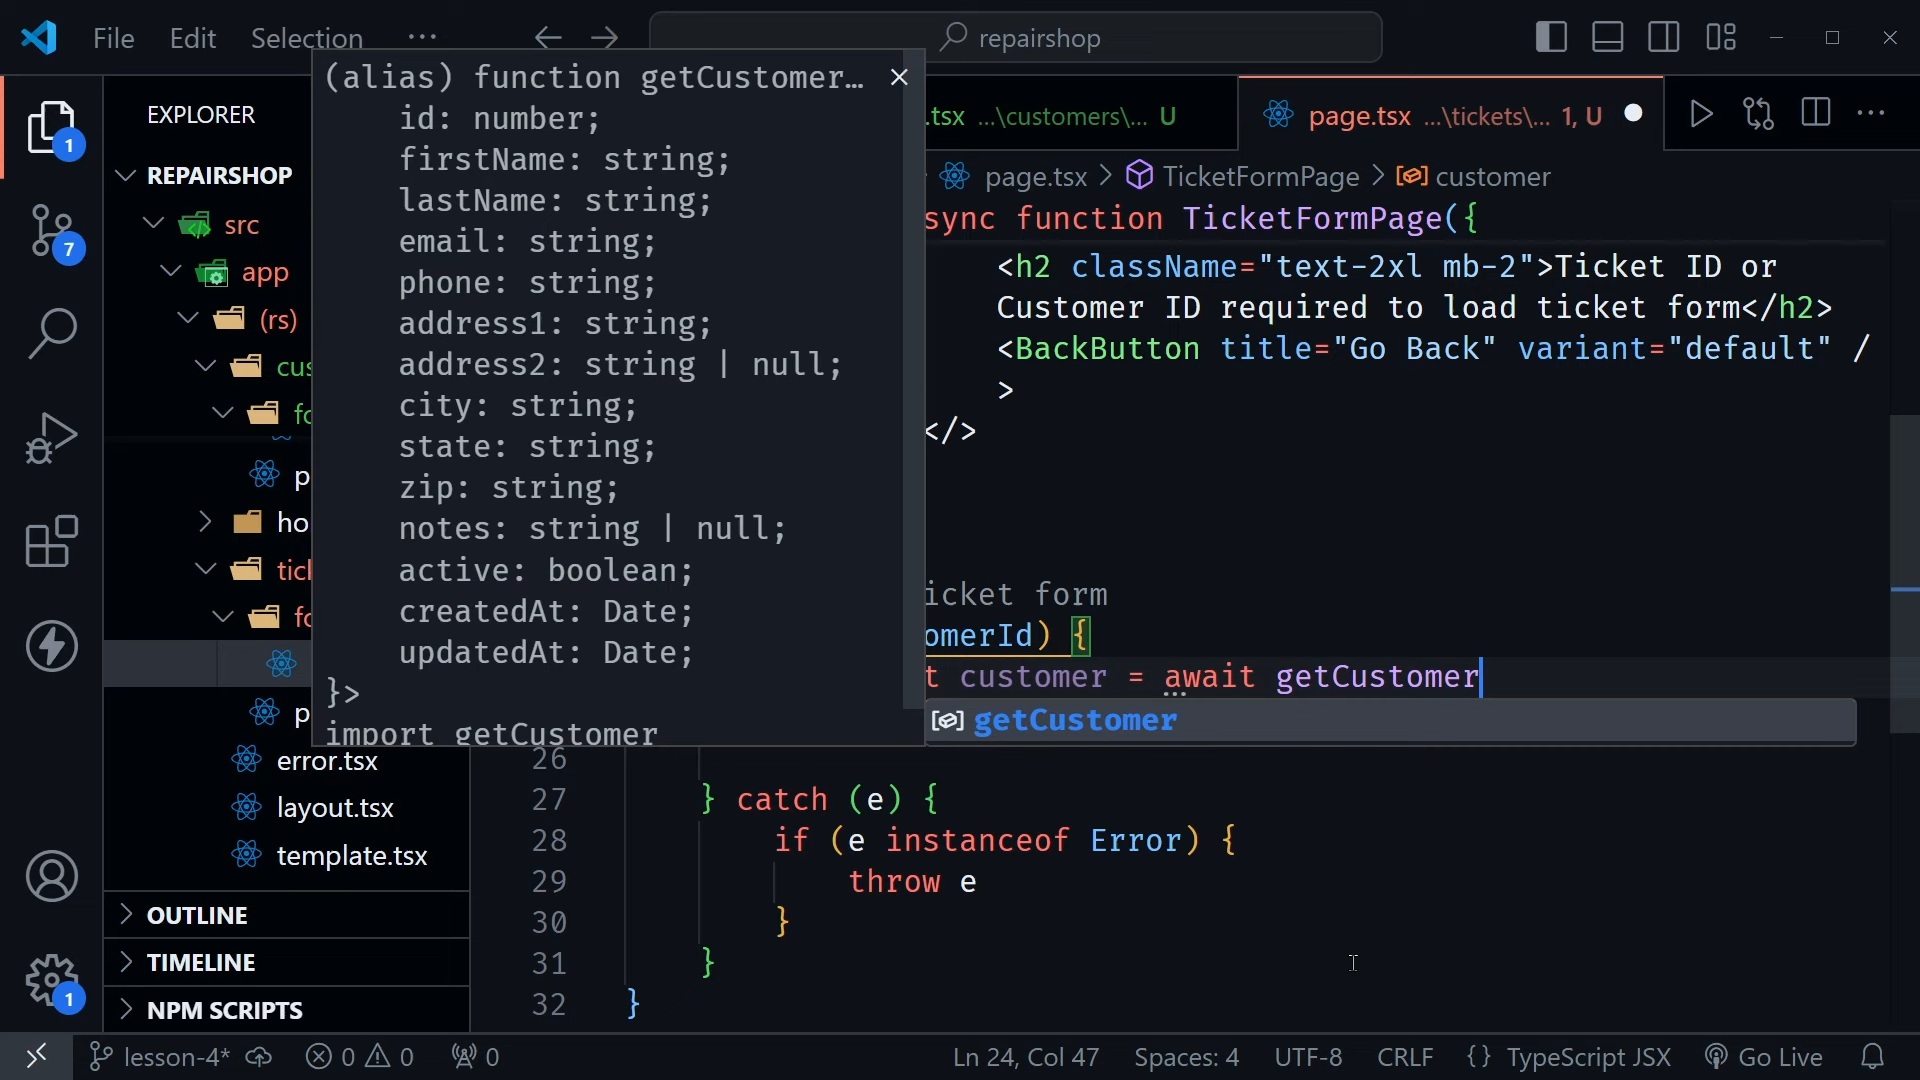 File Edit Selection ···
repairshop
EXPLORER
REPAIRSHOP
src
app
(rs)
error.tsx
layout.tsx
template.tsx
OUTLINE
TIMELINE
NPM SCRIPTS
1
7
1
(alias) function getCustomer…
id: number;
firstName: string;
lastName: string;
email: string;
phone: string;
address1: string;
address2: string | null;
city: string;
state: string;
zip: string;
notes: string | null;
active: boolean;
createdAt: Date;
updatedAt: Date;
}>
import getCustomer
.tsx ...\customers\... U
page.tsx ...\tickets\... 1, U
page.tsx > TicketFormPage > customer
sync function TicketFormPage({
<h2 className="text-2xl mb-2">Ticket ID or
Customer ID required to load ticket form</h2>
<BackButton title="Go Back" variant="default" /
>
</>
icket form
omerId) {
t customer = await getCustomer
getCustomer
26
27 } catch (e) {
28 if (e instanceof Error) {
29 throw e
30 }
31 }
32 }
lesson-4* 0 0 0
Ln 24, Col 47 Spaces: 4 UTF-8 CRLF {} TypeScript JSX Go Live